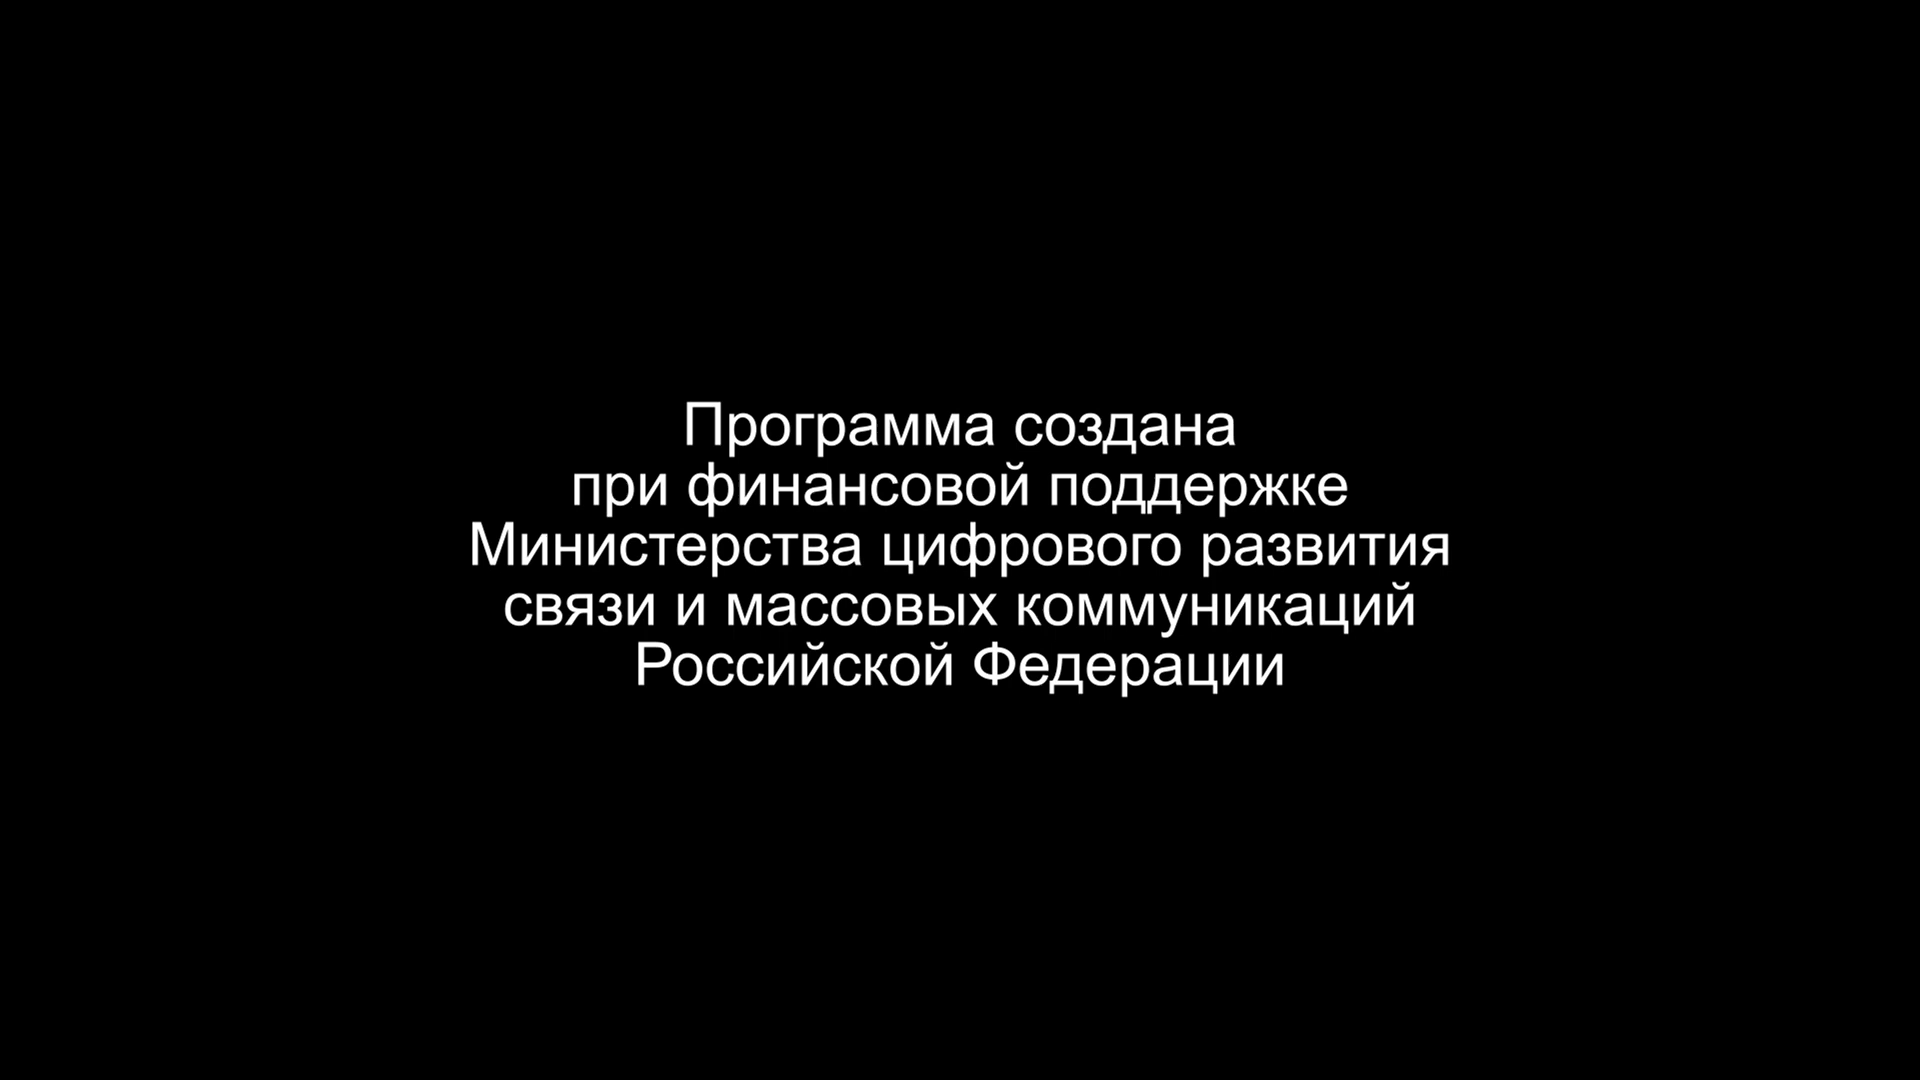 Программа создана
при финансовой поддержке
Министерства цифрового развития
связи и массовых коммуникаций
Российской Федерации